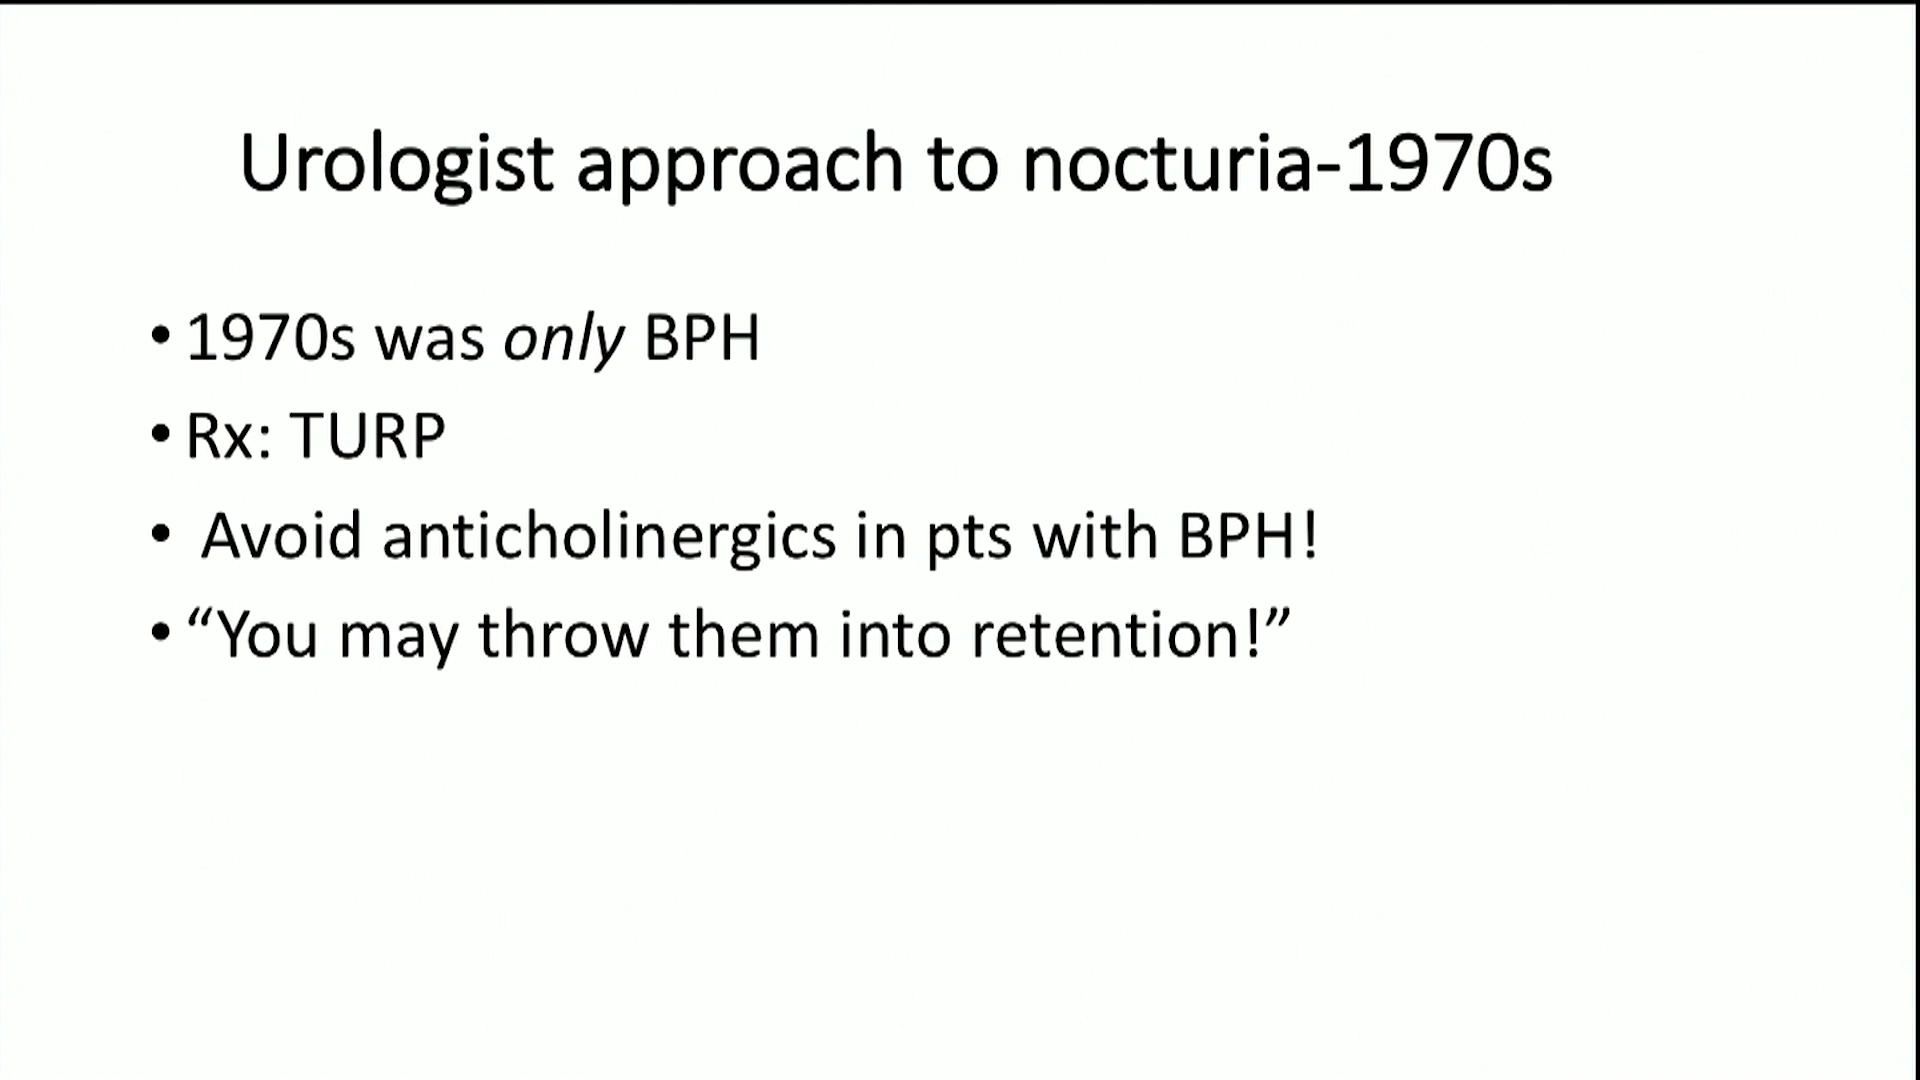 Urologist approach to nocturia-1970s
• 1970s was only BPH
• Rx: TURP
• Avoid anticholinergics in pts with BPH!
• “You may throw them into retention!”